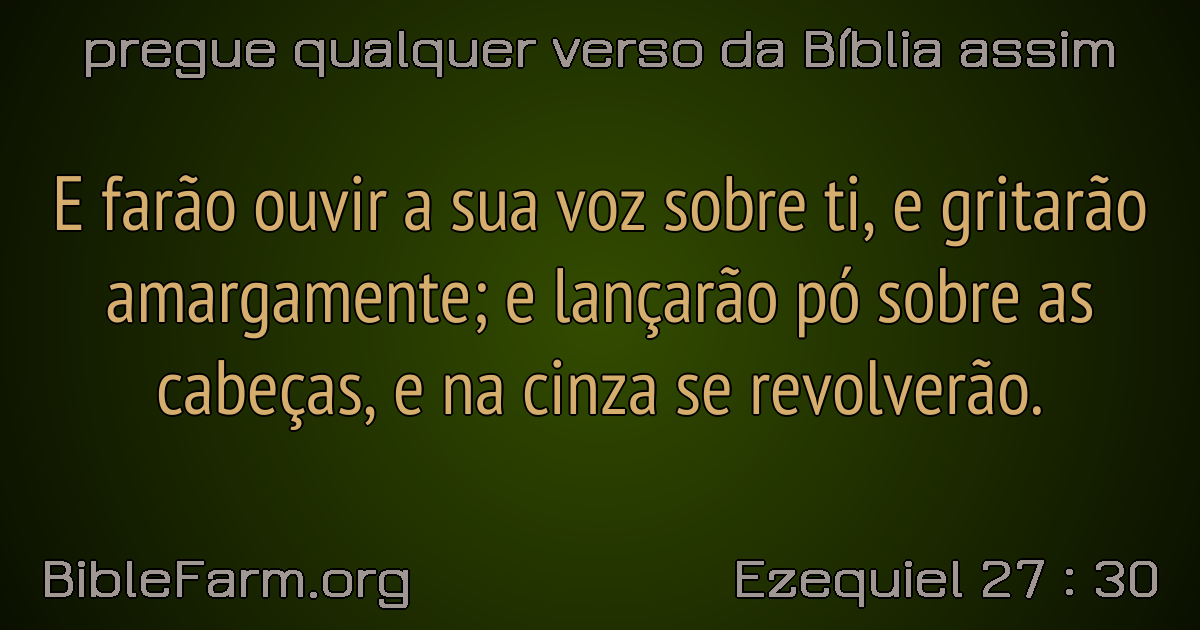 pregue qualquer verso da Bíblia assim
E farão ouvir a sua voz sobre ti, e gritarão
amargamente; e lançarão pó sobre as
cabeças, e na cinza se revolverão.
BibleFarm.org
Ezequiel 27 : 30